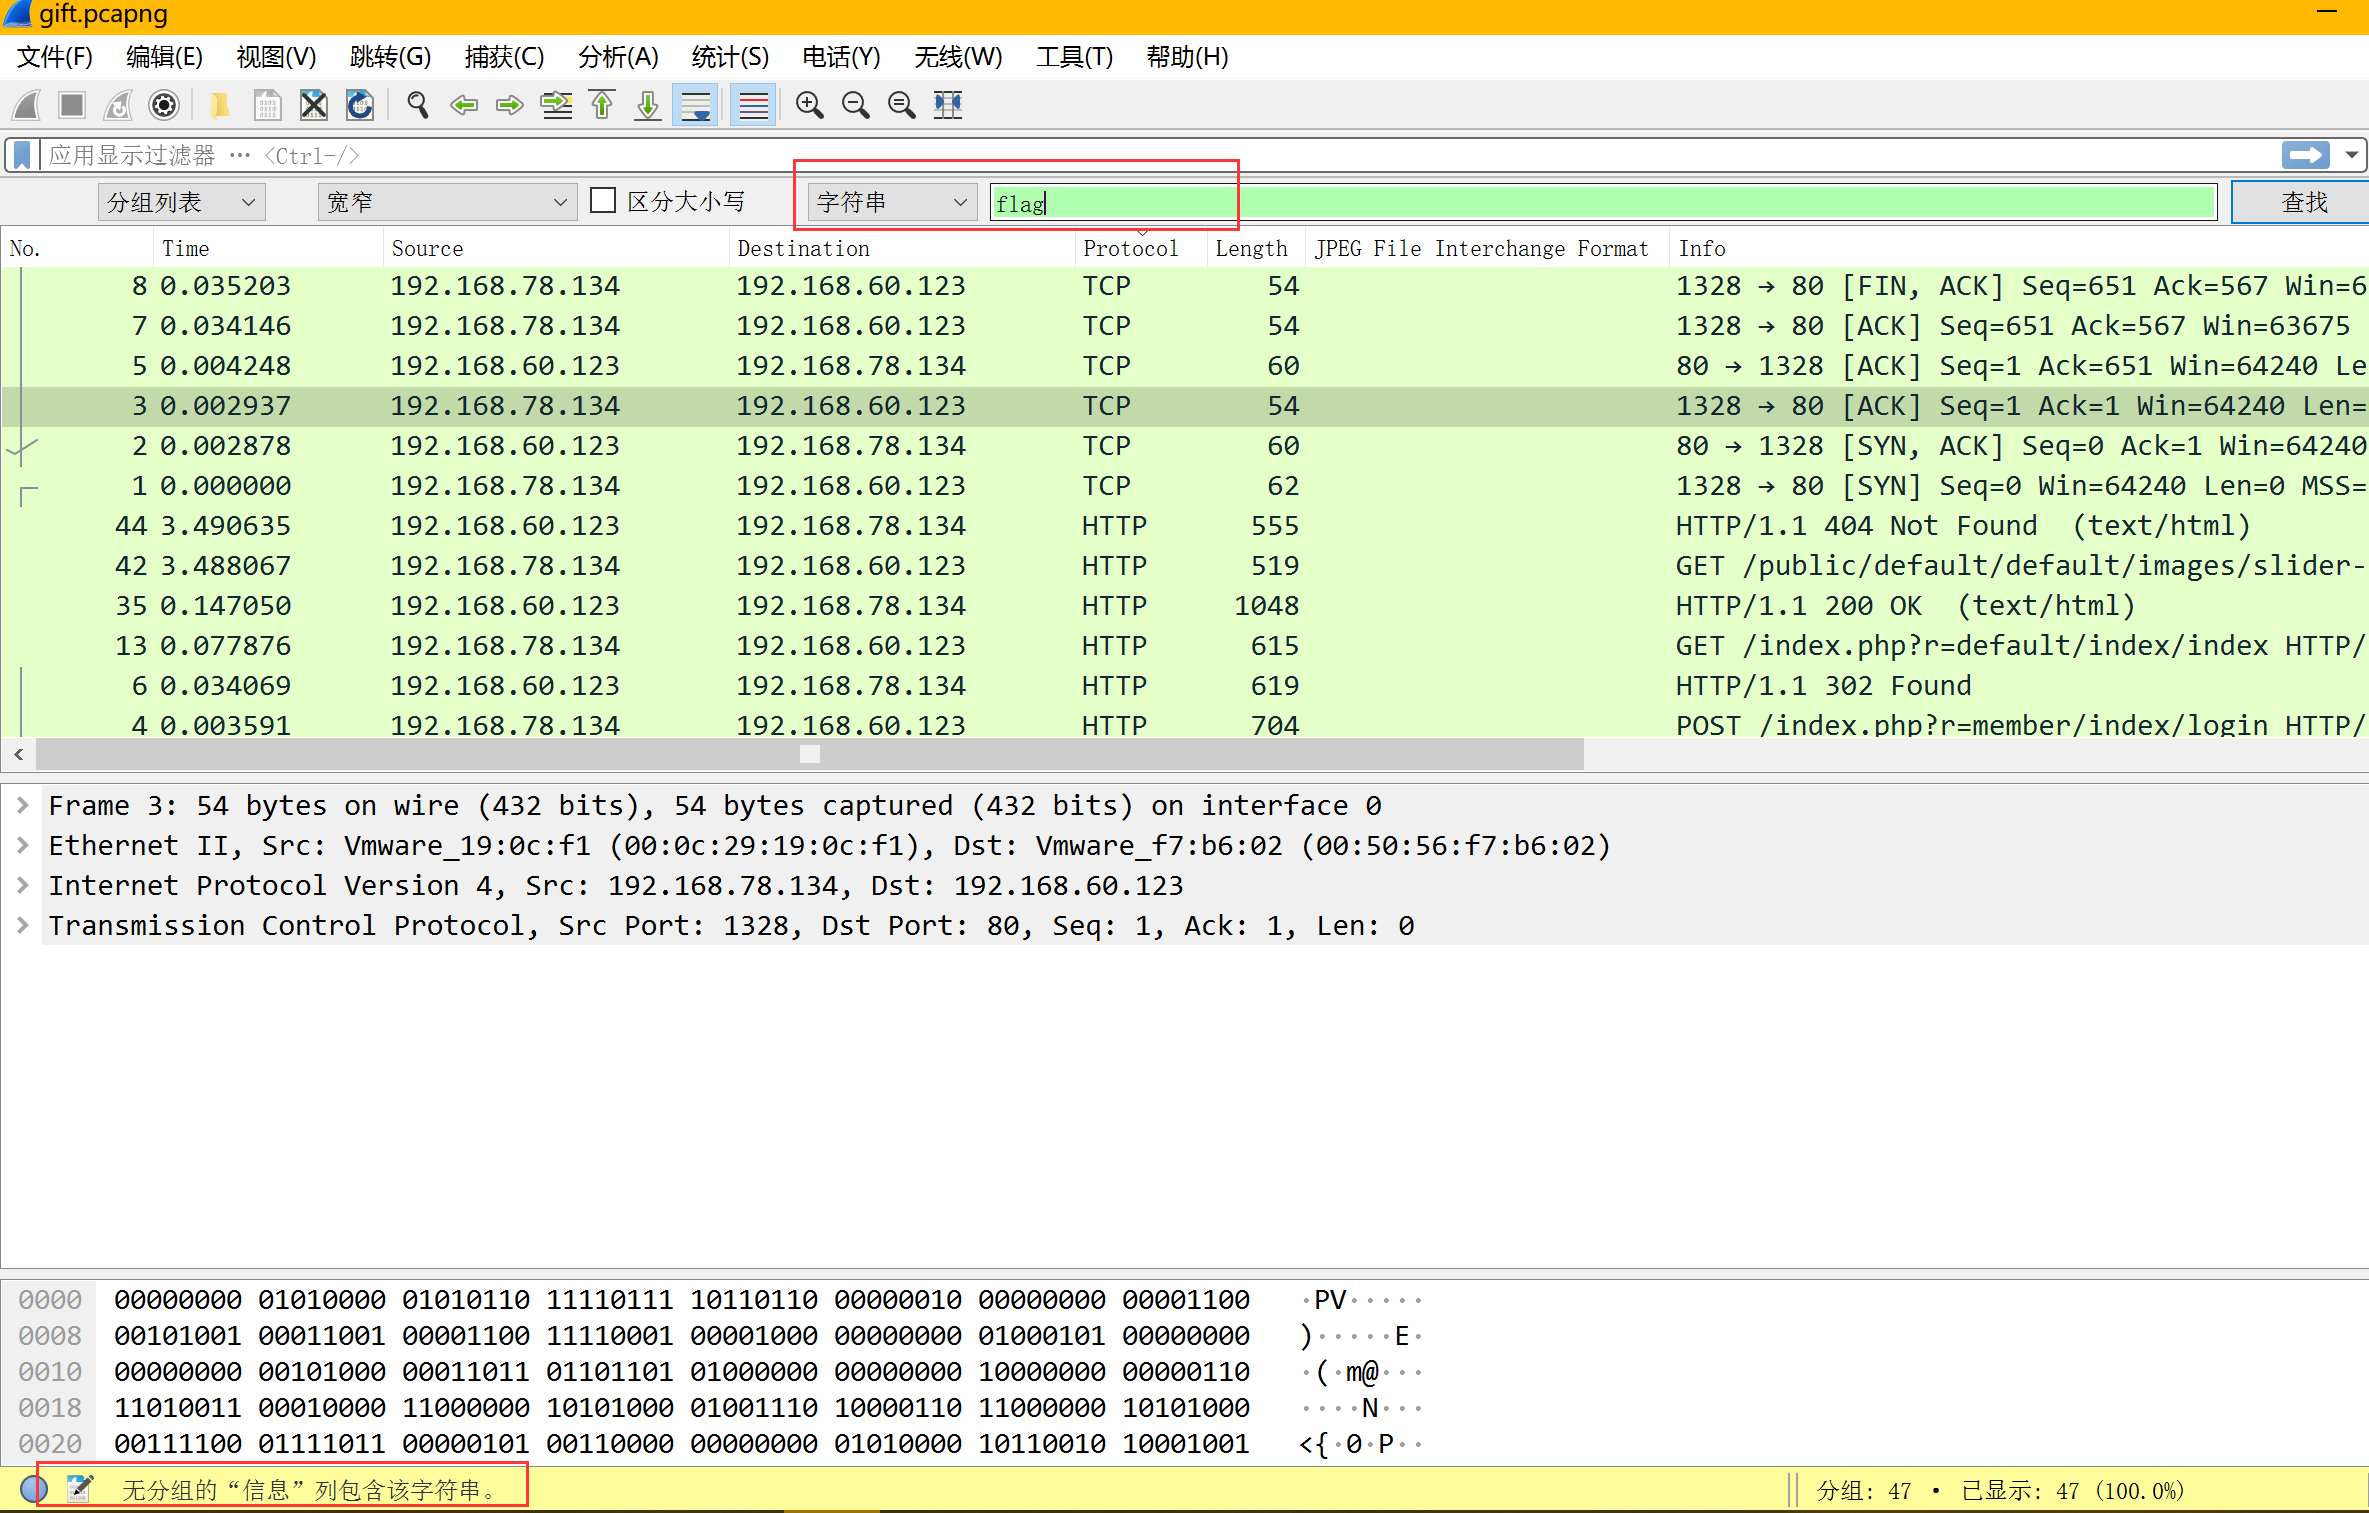 gift.pcapng
文件(F) 编辑(E) 视图(V) 跳转(G) 捕获(C) 分析(A) 统计(S) 电话(Y) 无线(W) 工具(T) 帮助(H)
应用显示过滤器 … <Ctrl-/>
分组列表 宽窄 区分大小写 字符串 flag 查找
No. Time Source Destination Protocol Length JPEG File Interchange Format Info
8 0.035203 192.168.78.134 192.168.60.123 TCP 54 1328 → 80 [FIN, ACK] Seq=651 Ack=567 Win=6
7 0.034146 192.168.78.134 192.168.60.123 TCP 54 1328 → 80 [ACK] Seq=651 Ack=567 Win=63675
5 0.004248 192.168.60.123 192.168.78.134 TCP 60 80 → 1328 [ACK] Seq=1 Ack=651 Win=64240 Le
3 0.002937 192.168.78.134 192.168.60.123 TCP 54 1328 → 80 [ACK] Seq=1 Ack=1 Win=64240 Len=
2 0.002878 192.168.60.123 192.168.78.134 TCP 60 80 → 1328 [SYN, ACK] Seq=0 Ack=1 Win=64240
1 0.000000 192.168.78.134 192.168.60.123 TCP 62 1328 → 80 [SYN] Seq=0 Win=64240 Len=0 MSS=
44 3.490635 192.168.60.123 192.168.78.134 HTTP 555 HTTP/1.1 404 Not Found (text/html)
42 3.488067 192.168.78.134 192.168.60.123 HTTP 519 GET /public/default/default/images/slider-
35 0.147050 192.168.60.123 192.168.78.134 HTTP 1048 HTTP/1.1 200 OK (text/html)
13 0.077876 192.168.78.134 192.168.60.123 HTTP 615 GET /index.php?r=default/index/index HTTP/
6 0.034069 192.168.60.123 192.168.78.134 HTTP 619 HTTP/1.1 302 Found
4 0.003591 192.168.78.134 192.168.60.123 HTTP 704 POST /index.php?r=member/index/login HTTP/
Frame 3: 54 bytes on wire (432 bits), 54 bytes captured (432 bits) on interface 0
Ethernet II, Src: Vmware_19:0c:f1 (00:0c:29:19:0c:f1), Dst: Vmware_f7:b6:02 (00:50:56:f7:b6:02)
Internet Protocol Version 4, Src: 192.168.78.134, Dst: 192.168.60.123
Transmission Control Protocol, Src Port: 1328, Dst Port: 80, Seq: 1, Ack: 1, Len: 0
0000 00000000 01010000 01010110 11110111 10110110 00000010 00000000 00001100 ·PV·····
0008 00101001 00011001 00001100 11110001 00001000 00000000 01000101 00000000 )·····E·
0010 00000000 00101000 00011011 01101101 01000000 00000000 10000000 00000110 ·(·m@···
0018 11010011 00010000 11000000 10101000 01001110 10000110 11000000 10101000 ····N···
0020 00111100 01111011 00000101 00110000 00000000 01010000 10110010 10001001 <{·0·P··
无分组的“信息”列包含该字符串。 分组: 47 · 已显示: 47 (100.0%)